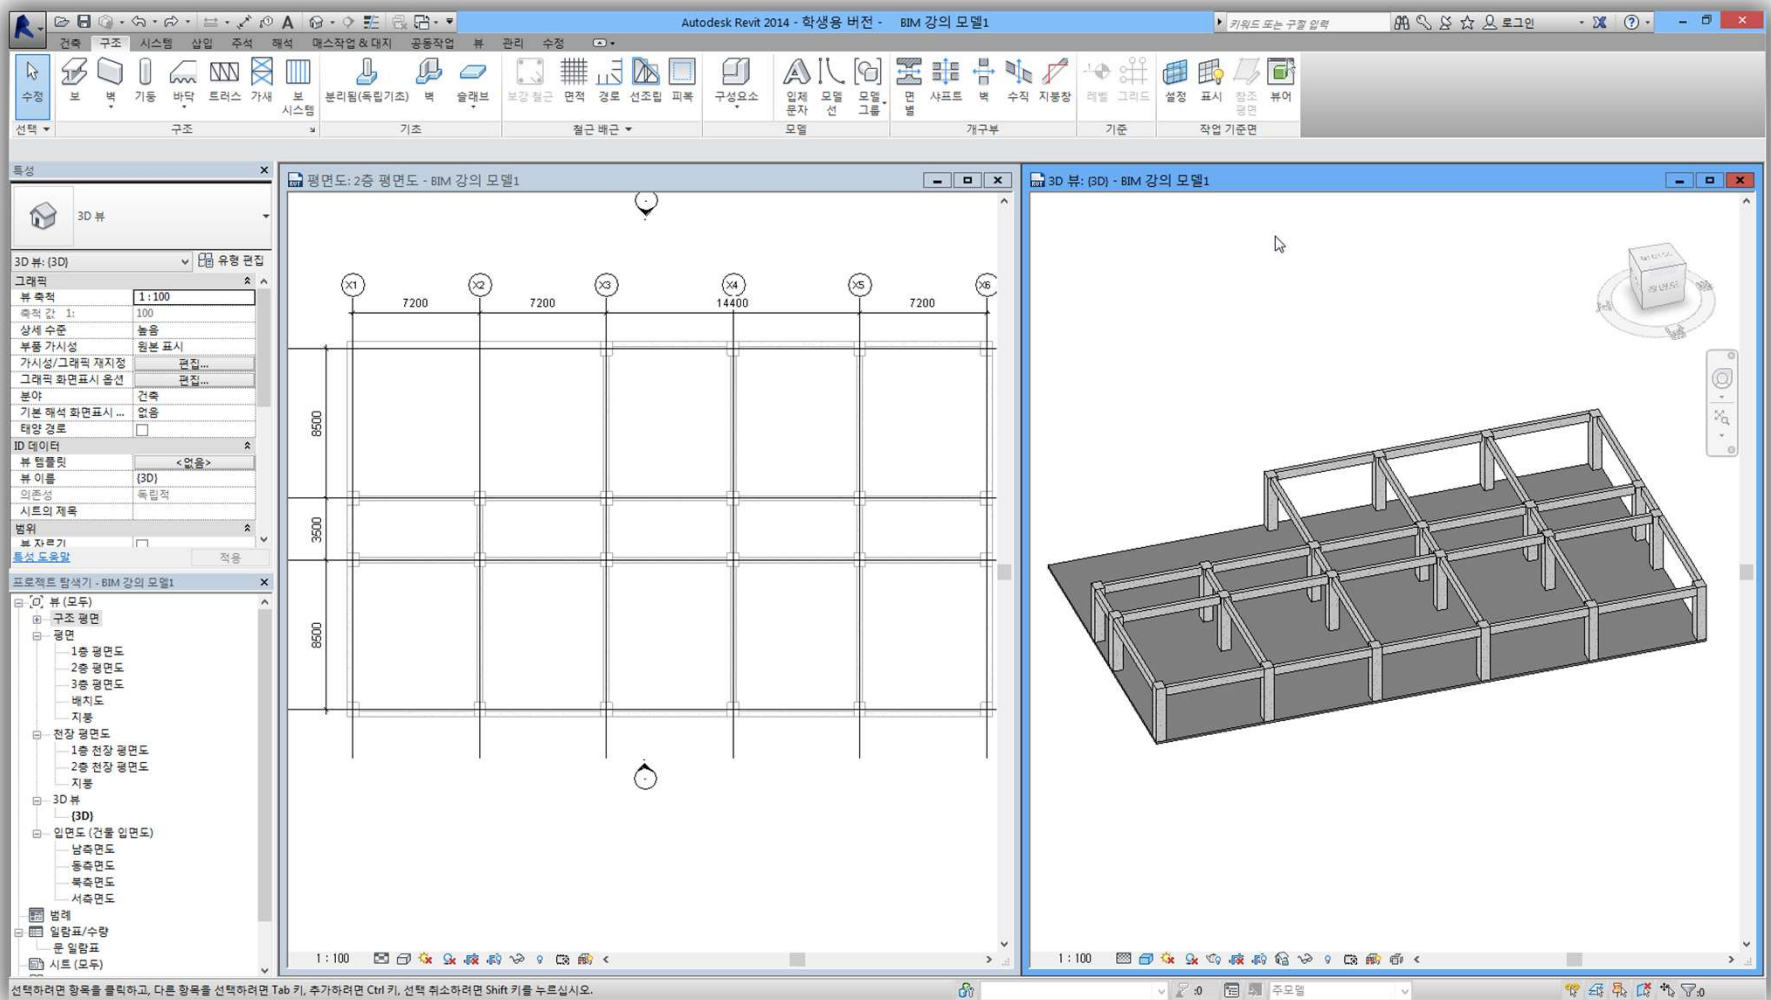 Autodesk Revit 2014 - 학생용 버전 - BIM 강의 모델1
키워드 또는 구절 입력
로그인
건축 구조 시스템 삽입 주석 해석 매스작업 & 대지 공동작업 뷰 관리 수정
수정 보 벽 기둥 바닥 트러스 가새 보 시스템 분리됨(독립기초) 벽 슬래브 보강 철근 면적 경로 선조립 피복 구성요소 입체 문자 모델 선 모델 그룹 면별 샤프트 벽 수직 지붕창 레벨 그리드 설정 표시 참조 평면 뷰어
선택 구조 기초 철근 배근 모델 개구부 기준 작업 기준면
특성
3D 뷰
3D 뷰: {3D} 유형 편집
그래픽
뷰 축척 1 : 100
축척 값 1: 100
상세 수준 높음
부품 가시성 원본 표시
가시성/그래픽 재지정 편집...
그래픽 화면표시 옵션 편집...
분야 건축
기본 해석 화면표시 ... 없음
태양 경로
ID 데이터
뷰 템플릿 <없음>
뷰 이름 {3D}
의존성 독립적
시트의 제목
범위
뷰 자르기
특성 도움말 적용
프로젝트 탐색기 - BIM 강의 모델1
뷰 (모두)
구조 평면
평면
1층 평면도
2층 평면도
3층 평면도
배치도
지붕
천장 평면도
1층 천장 평면도
2층 천장 평면도
지붕
3D 뷰
{3D}
입면도 (건물 입면도)
남측면도
동측면도
북측면도
서측면도
범례
일람표/수량
문 일람표
시트 (모두)
평면도: 2층 평면도 - BIM 강의 모델1
X1 X2 X3 X4 X5 X6
7200 7200 14400 7200
8500
3500
8500
1 : 100
3D 뷰: {3D} - BIM 강의 모델1
1 : 100
선택하려면 항목을 클릭하고, 다른 항목을 선택하려면 Tab 키, 추가하려면 Ctrl 키, 선택 취소하려면 Shift 키를 누르십시오.
:0
주모델
:0